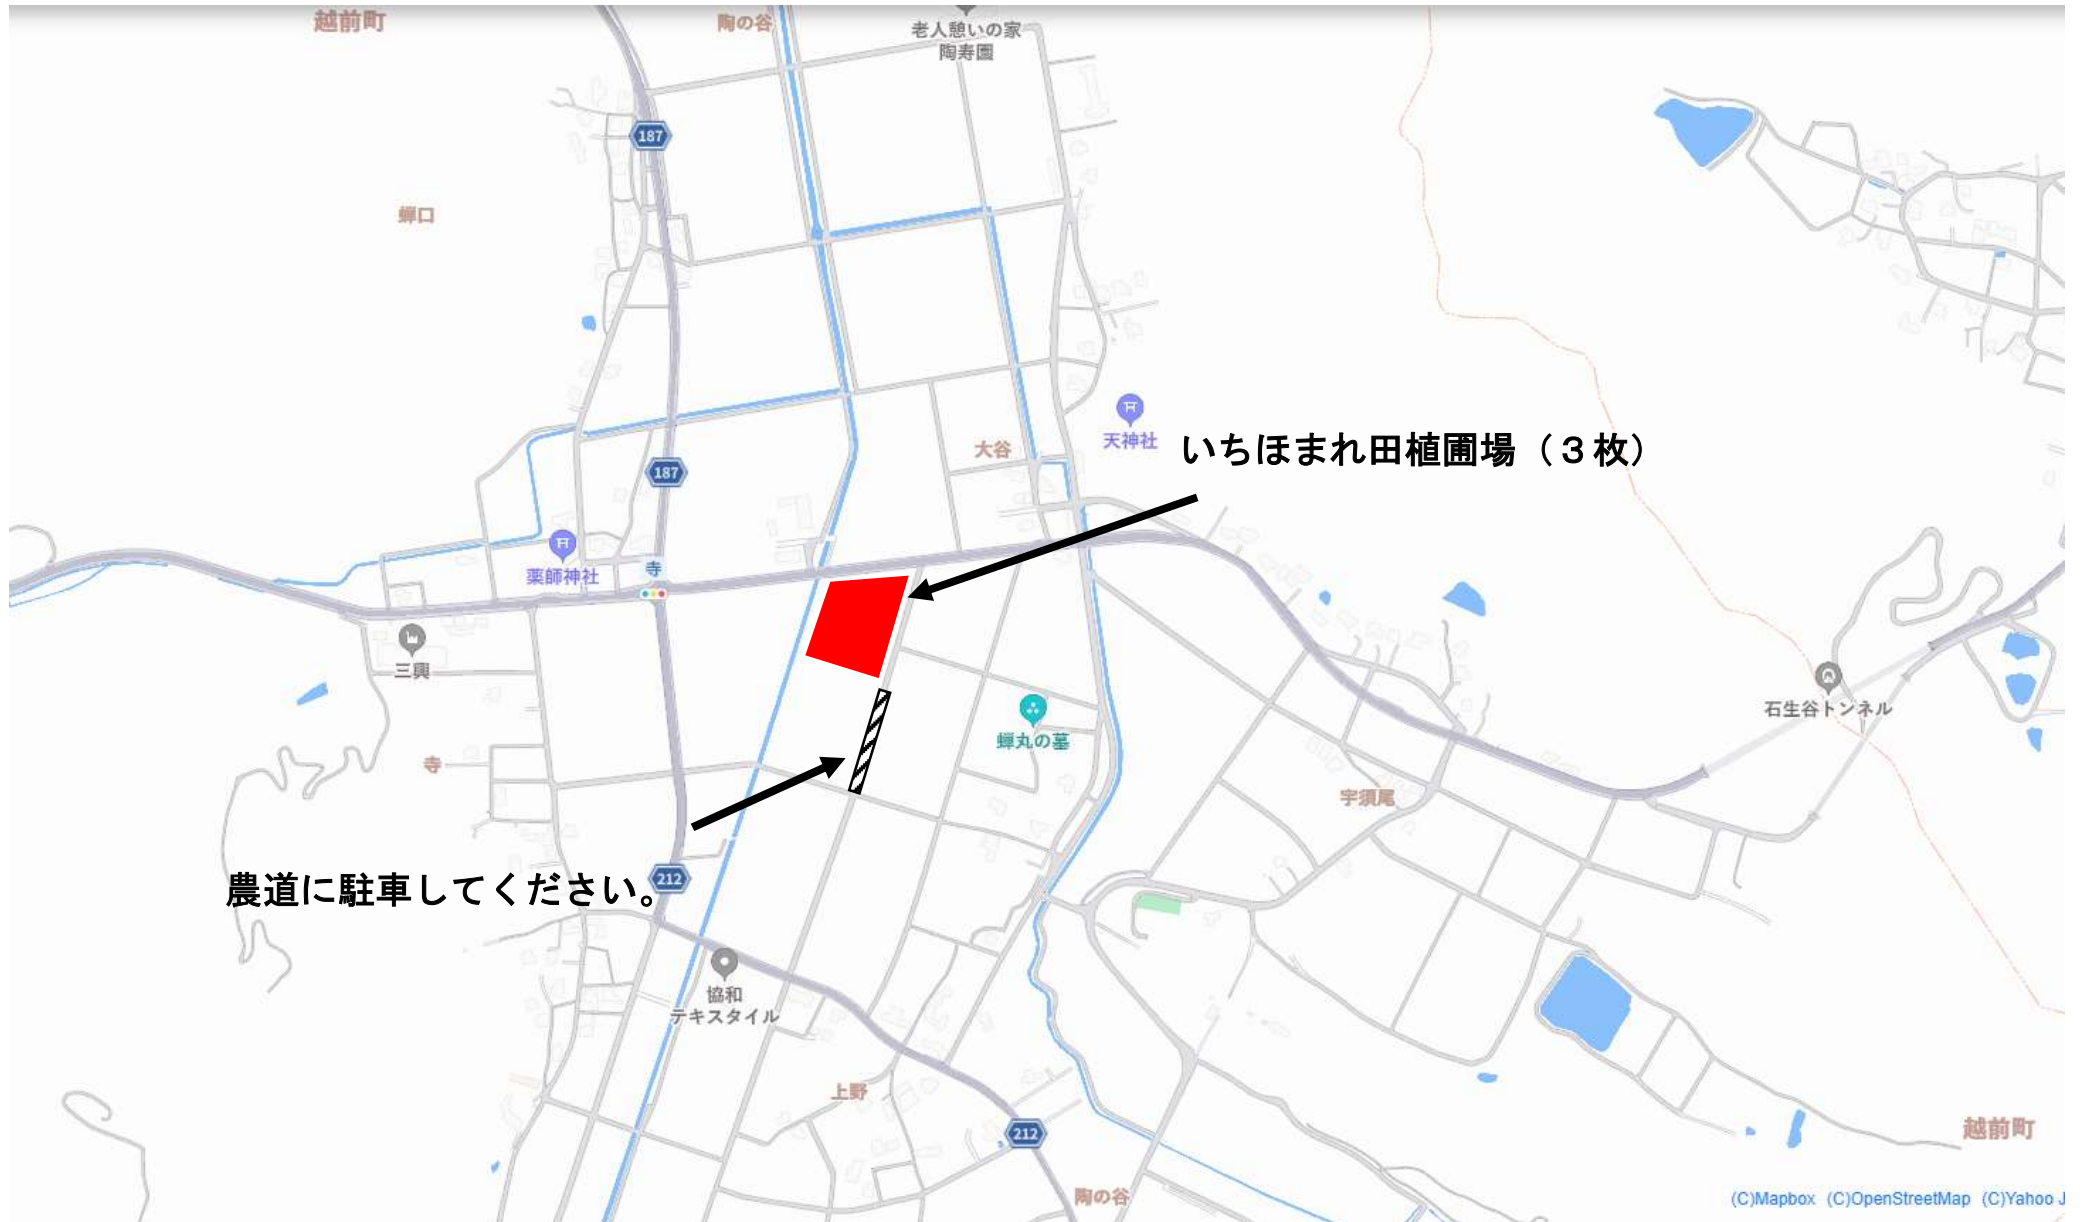 越前町
陶の谷
老人憩いの家
陶寿園
187
蝉口
天神社
大谷
いちほまれ田植圃場（３枚）
187
薬師神社
寺
三興
石生谷トンネル
蝉丸の墓
寺
宇須尾
農道に駐車してください。
212
協和
テキスタイル
上野
212
越前町
陶の谷
(C)Mapbox (C)OpenStreetMap (C)Yahoo J